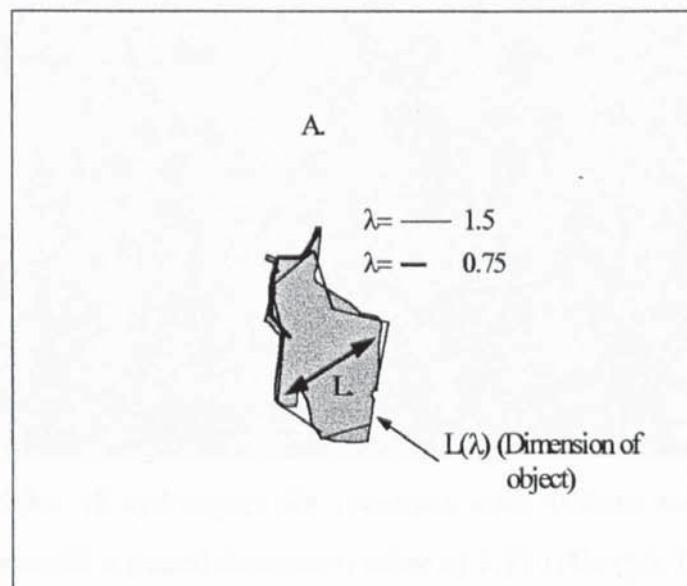 A.
λ= 1.5
λ= 0.75
L.
L(λ) (Dimension of
object)